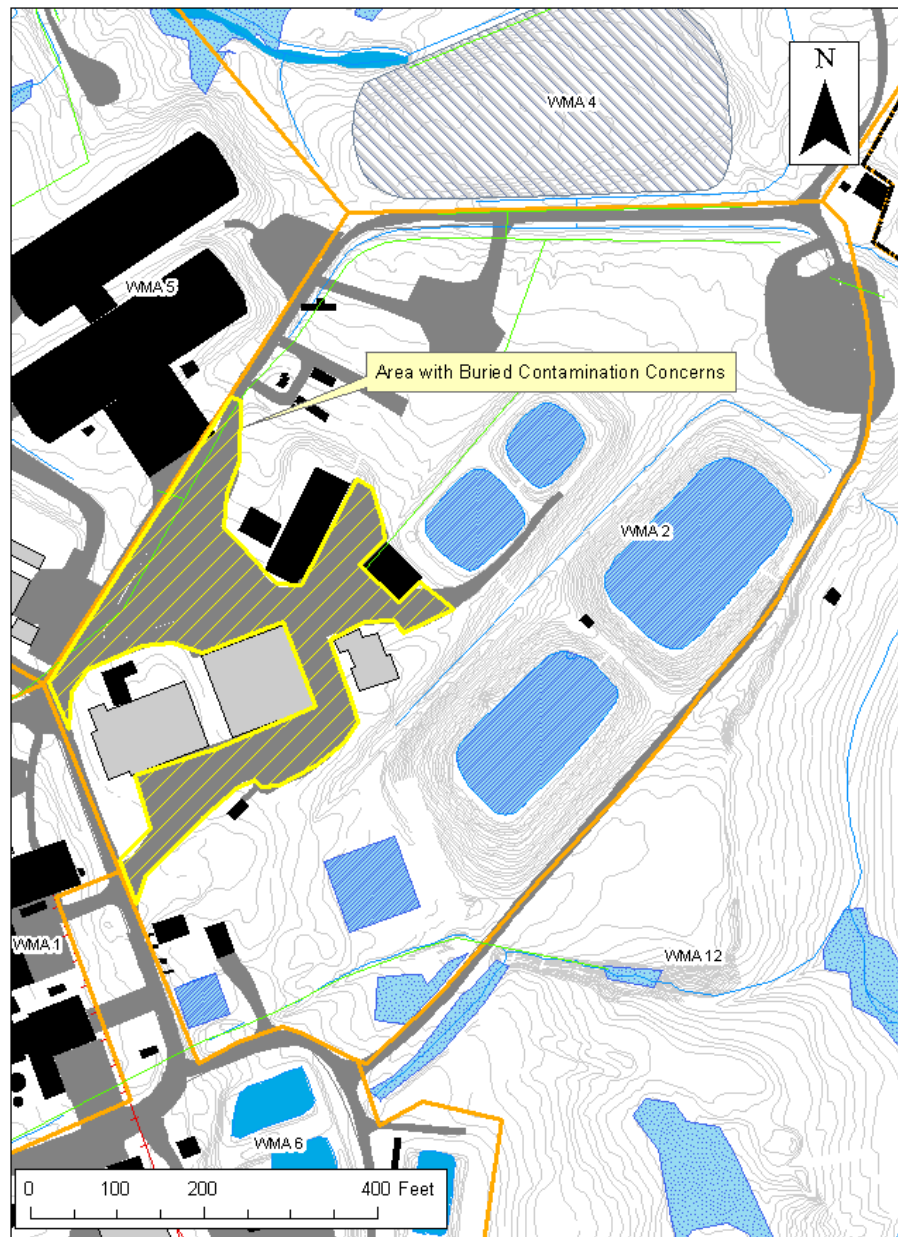 WMA 4
N
WMA 5
Area with Buried Contamination Concerns
WMA 2
WMA 1
WMA 12
WMA 6
0 100 200 400 Feet